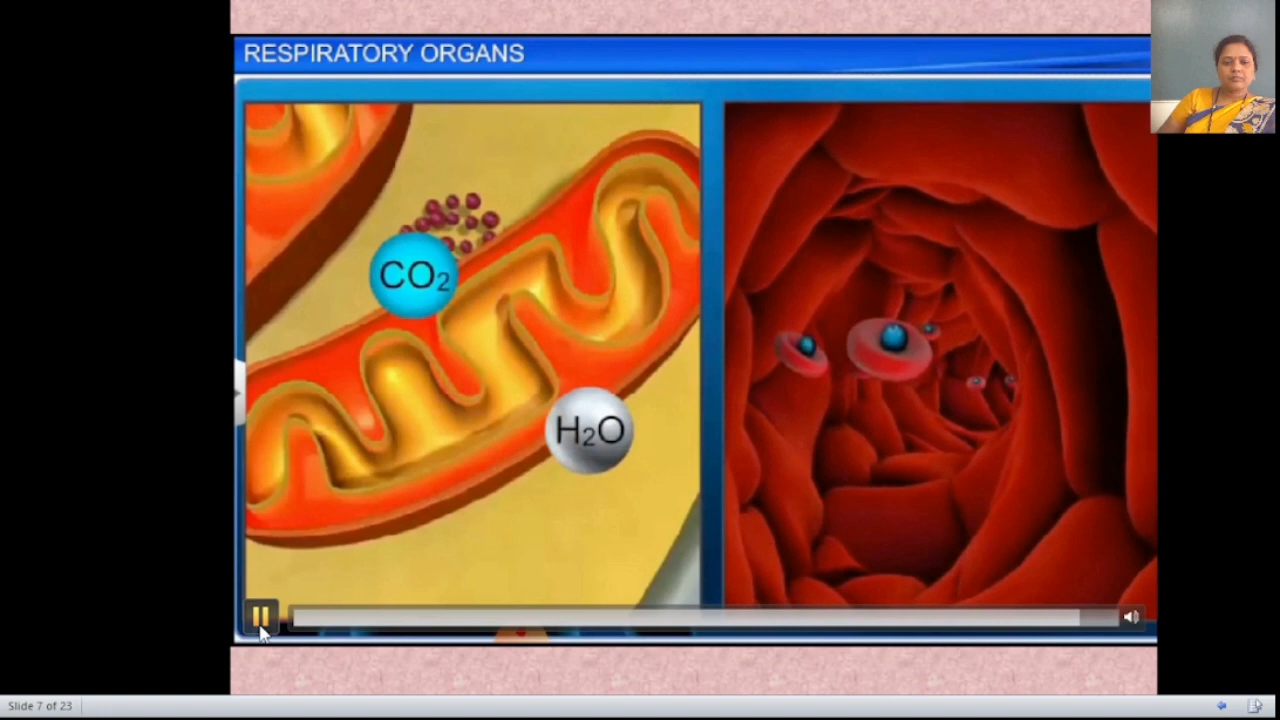 RESPIRATORY ORGANS
CO₂
H₂O
Slide 7 of 23